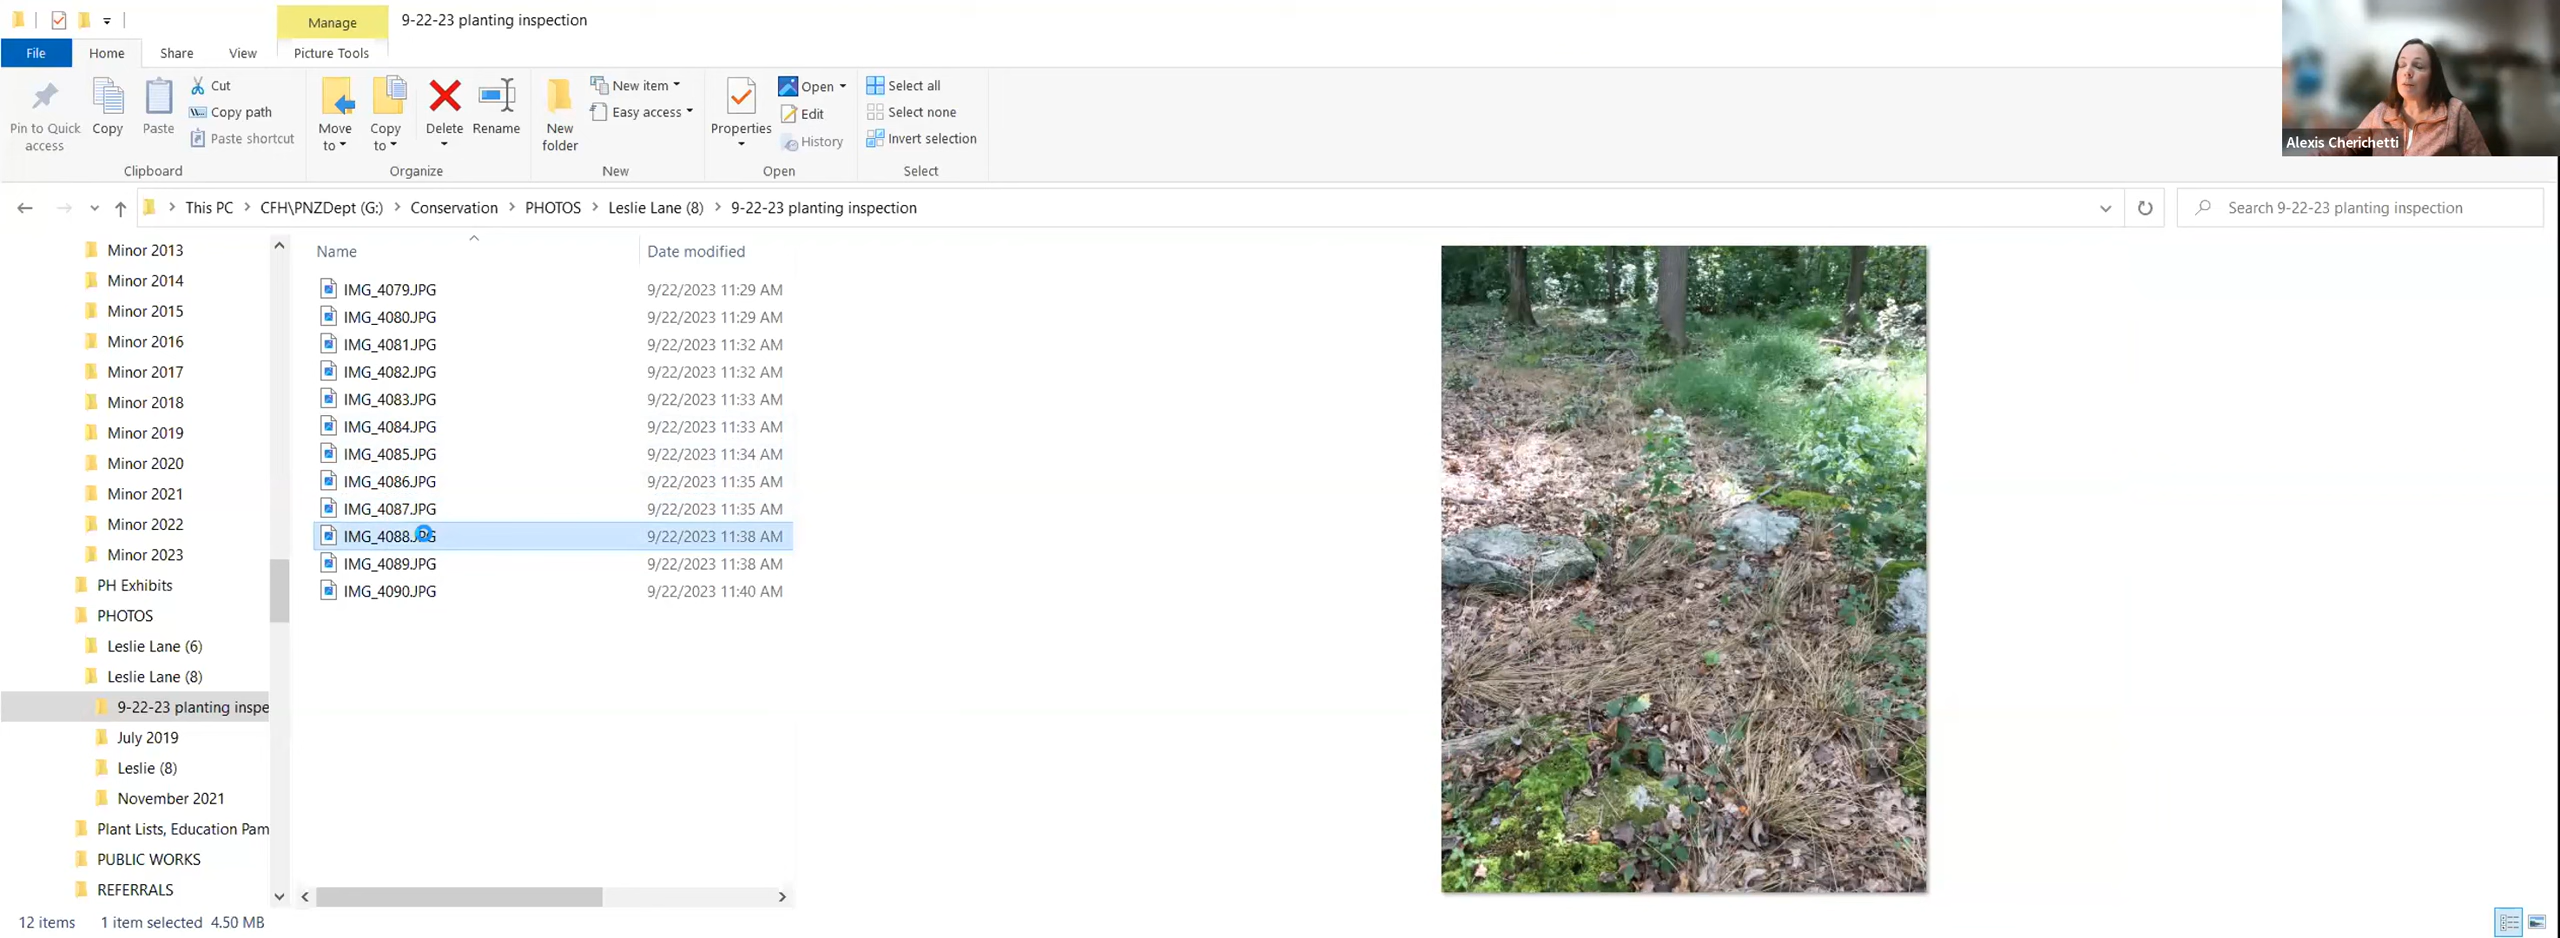 Manage
9-22-23 planting inspection
File
Home
Share
View
Picture Tools
Pin to Quick access
Copy
Paste
Cut
Copy path
Paste shortcut
Clipboard
Move to
Copy to
Delete
Rename
Organize
New folder
New item
Easy access
New
Properties
Open
Edit
History
Open
Select all
Select none
Invert selection
Select
Alexis Cherichetti
This PC > CFH\PNZDept (G:) > Conservation > PHOTOS > Leslie Lane (8) > 9-22-23 planting inspection
Search 9-22-23 planting inspection
Minor 2013
Minor 2014
Minor 2015
Minor 2016
Minor 2017
Minor 2018
Minor 2019
Minor 2020
Minor 2021
Minor 2022
Minor 2023
PH Exhibits
PHOTOS
Leslie Lane (6)
Leslie Lane (8)
9-22-23 planting inspe
July 2019
Leslie (8)
November 2021
Plant Lists, Education Pam
PUBLIC WORKS
REFERRALS
Name Date modified
IMG_4079.JPG 9/22/2023 11:29 AM
IMG_4080.JPG 9/22/2023 11:29 AM
IMG_4081.JPG 9/22/2023 11:32 AM
IMG_4082.JPG 9/22/2023 11:32 AM
IMG_4083.JPG 9/22/2023 11:33 AM
IMG_4084.JPG 9/22/2023 11:33 AM
IMG_4085.JPG 9/22/2023 11:34 AM
IMG_4086.JPG 9/22/2023 11:35 AM
IMG_4087.JPG 9/22/2023 11:35 AM
IMG_4088.JPG 9/22/2023 11:38 AM
IMG_4089.JPG 9/22/2023 11:38 AM
IMG_4090.JPG 9/22/2023 11:40 AM
12 items 1 item selected 4.50 MB